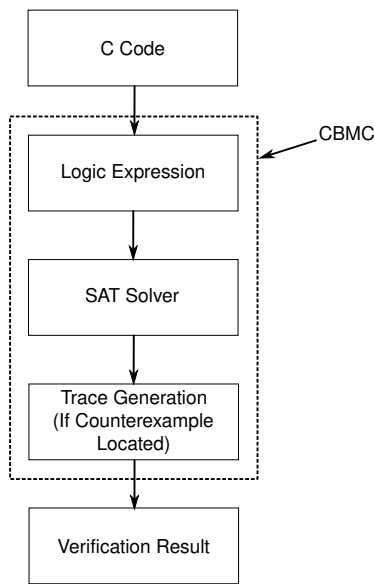 C Code
CBMC
Logic Expression
SAT Solver
Trace Generation
(If Counterexample
Located)
Verification Result